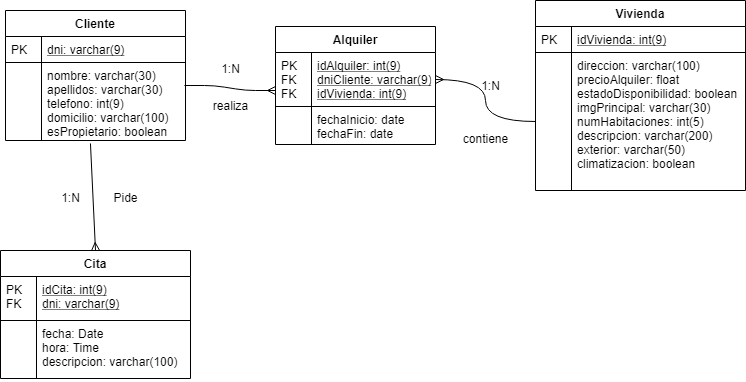 Cliente
PK dni: varchar(9)
nombre: varchar(30)
apellidos: varchar(30)
telefono: int(9)
domicilio: varchar(100)
esPropietario: boolean
1:N
realiza
Alquiler
PK idAlquiler: int(9)
FK dniCliente: varchar(9)
FK idVivienda: int(9)
fechaInicio: date
fechaFin: date
1:N
contiene
Vivienda
PK idVivienda: int(9)
direccion: varchar(100)
precioAlquiler: float
estadoDisponibilidad: boolean
imgPrincipal: varchar(30)
numHabitaciones: int(5)
descripcion: varchar(200)
exterior: varchar(50)
climatizacion: boolean
1:N Pide
Cita
PK idCita: int(9)
FK dni: varchar(9)
fecha: Date
hora: Time
descripcion: varchar(100)